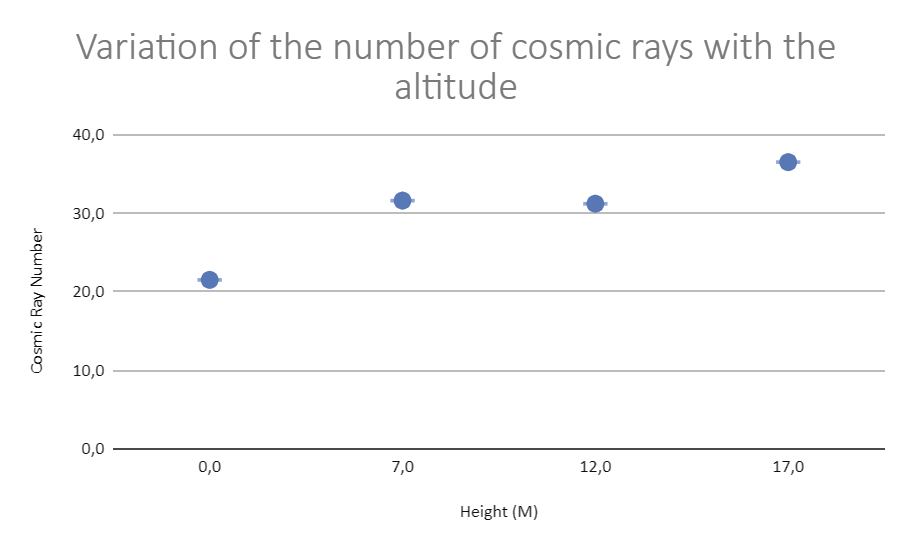 Variation of the number of cosmic rays with the
altitude
40,0
30,0
20,0
10,0
0,0
Cosmic Ray Number
0,0 7,0 12,0 17,0
Height (M)